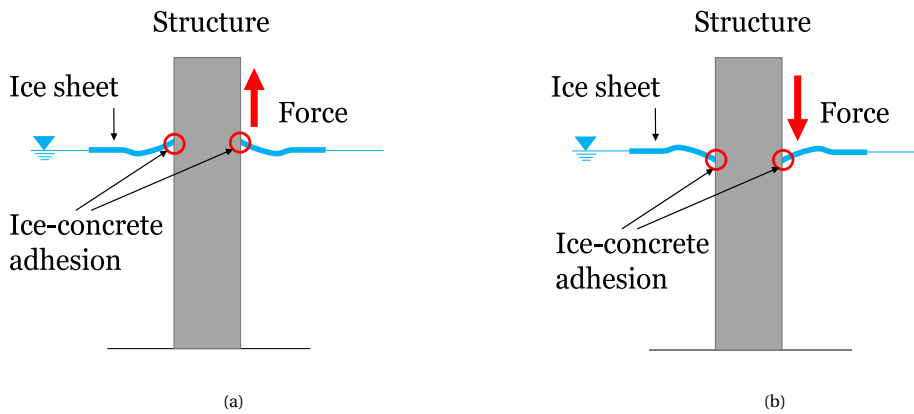 Structure
Ice sheet
Force
Ice-concrete
adhesion
(a)
Structure
Ice sheet
Force
Ice-concrete
adhesion
(b)